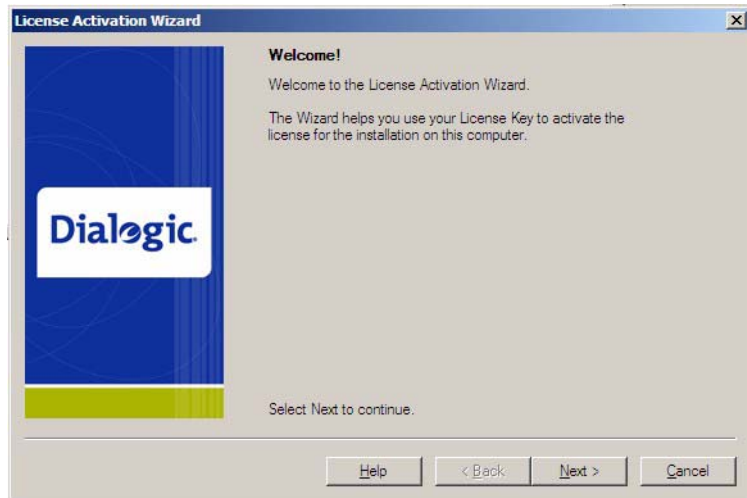 License Activation Wizard
Welcome!
Welcome to the License Activation Wizard.
The Wizard helps you use your License Key to activate the
license for the installation on this computer.
Dialogic.
Select Next to continue.
Help
< Back
Next >
Cancel